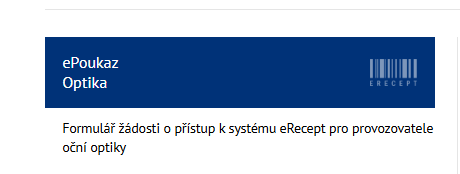 ePoukaz
Optika
ERECEPT
Formulář žádosti o přístup k systému eRecept pro provozovatele
oční optiky